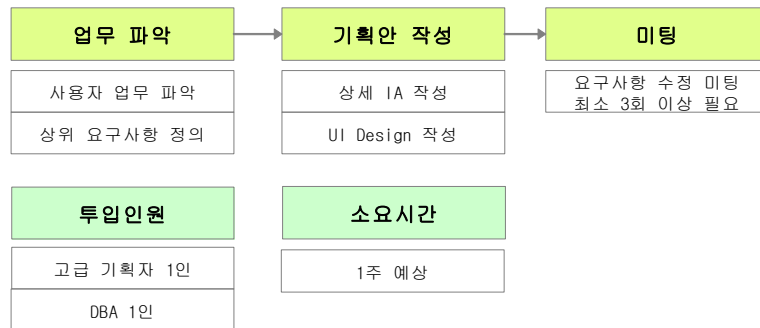 업무 파악
기획안 작성
미팅
사용자 업무 파악
상위 요구사항 정의
상세 IA 작성
UI Design 작성
요구사항 수정 미팅
최소 3회 이상 필요
투입인원
소요시간
고급 기획자 1인
DBA 1인
1주 예상